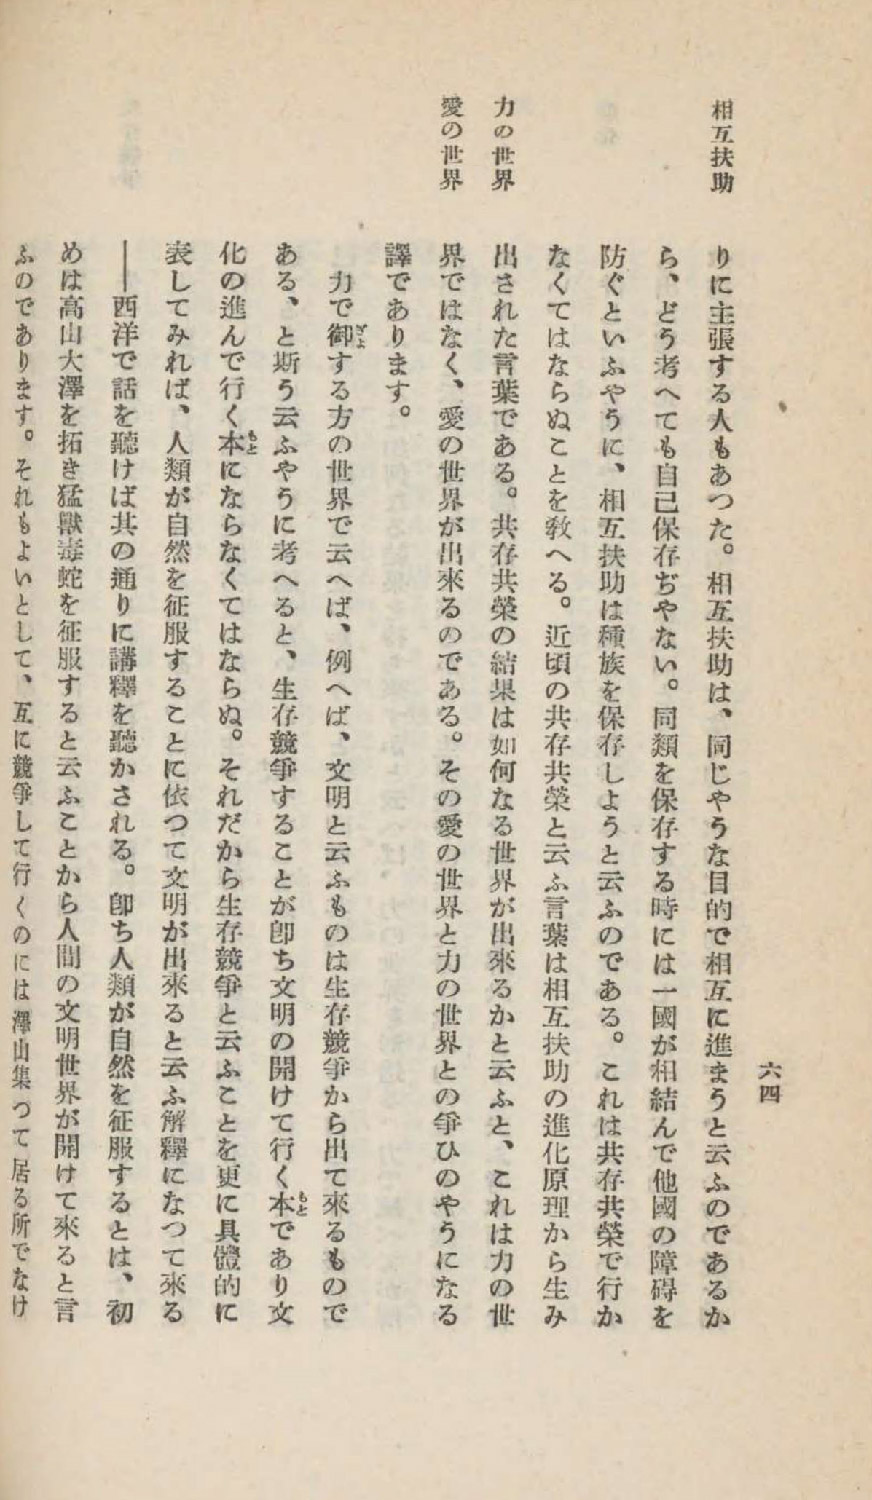 六四
相互扶助
りに主張する人もあつた。相互扶助は、同じやうな目的で相互に進まうと云ふのであるか
ら、どう考へても自己保存ぢやない。同類を保存する時には一國が相結んで他國の障碍を
防ぐといふやうに、相互扶助は種族を保存しようと云ふのである。これは共存共榮で行か
なくてはならぬことを敎へる。近頃の共存共榮と云ふ言葉は相互扶助の進化原理から生み
力の世界
出された言葉である。共存共榮の結果は如何なる世界が出來るかと云ふと、これは力の世
愛の世界
界ではなく、愛の世界が出來るのである。その愛の世界と力の世界との爭ひのやうになる
譯であります。
力で御ぎよする方の世界で云へば、例へば、文明と云ふものは生存競爭から出て來るもので
ある、と斯う云ふやうに考へると、生存競爭することが卽ち文明の開けて行く本もとであり文
化の進んで行く本もとにならなくてはならぬ。それだから生存競爭と云ふことを更に具體的に
表してみれば、人類が自然を征服することに依つて文明が出來ると云ふ解釋になつて來る
――西洋で話を聽けば其の通りに講釋を聽かされる。卽ち人類が自然を征服するとは、初
めは高山大澤を拓き猛獸毒蛇を征服すると云ふことから人間の文明世界が開けて來ると言
ふのであります。それもよいとして、互に競爭して行くのには澤山集つて居る所でなけ